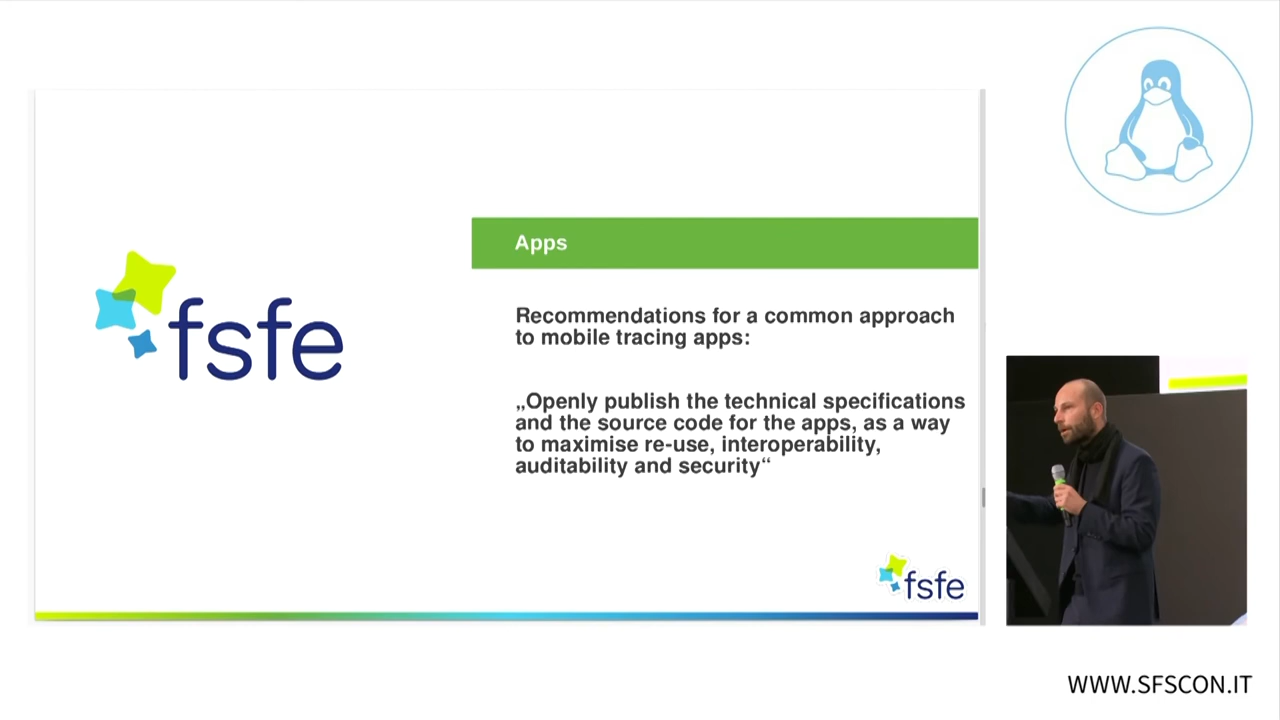 Apps
fsfe
Recommendations for a common approach
to mobile tracing apps:
„Openly publish the technical specifications
and the source code for the apps, as a way
to maximise re-use, interoperability,
auditability and security“
fsfe
WWW.SFSCON.IT